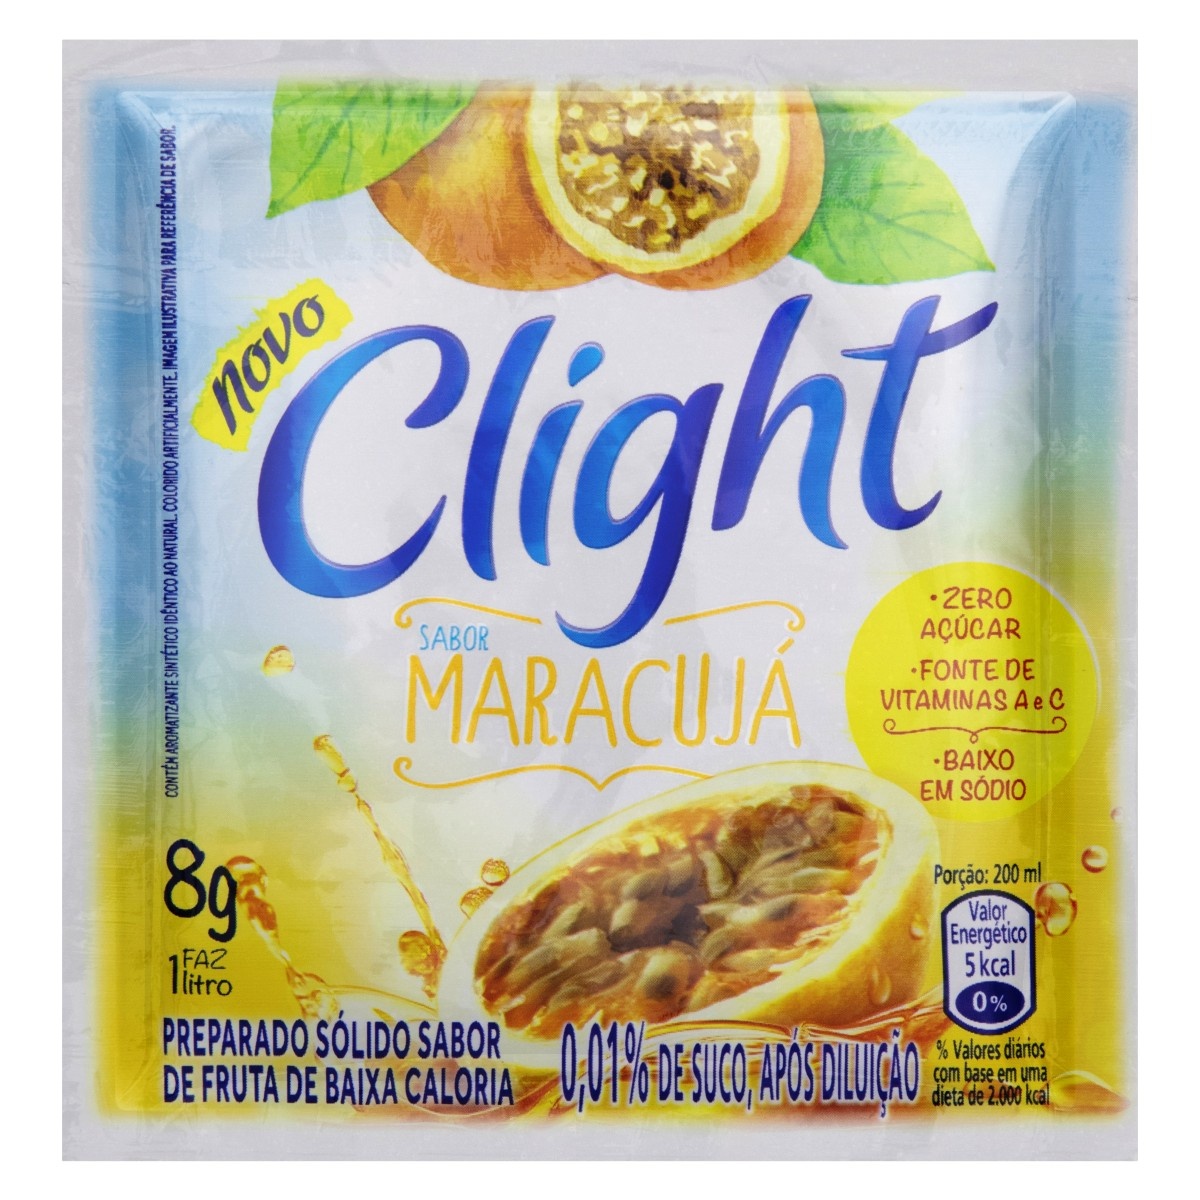 novo
Clight
SABOR
MARACUJÁ
• ZERO
AÇÚCAR
• FONTE DE
VITAMINAS A e C
• BAIXO
EM SÓDIO
CONTÉM AROMATIZANTE SINTÉTICO IDÊNTICO AO NATURAL. COLORIDO ARTIFICIALMENTE. IMAGEM ILUSTRATIVA PARA REFERÊNCIA DE SABOR.
8g
FAZ
1 litro
Porção: 200 ml
Valor
Energético
5 kcal
0%
% Valores diários
com base em uma
dieta de 2.000 kcal
PREPARADO SÓLIDO SABOR
DE FRUTA DE BAIXA CALORIA
0,01% DE SUCO, APÓS DILUIÇÃO